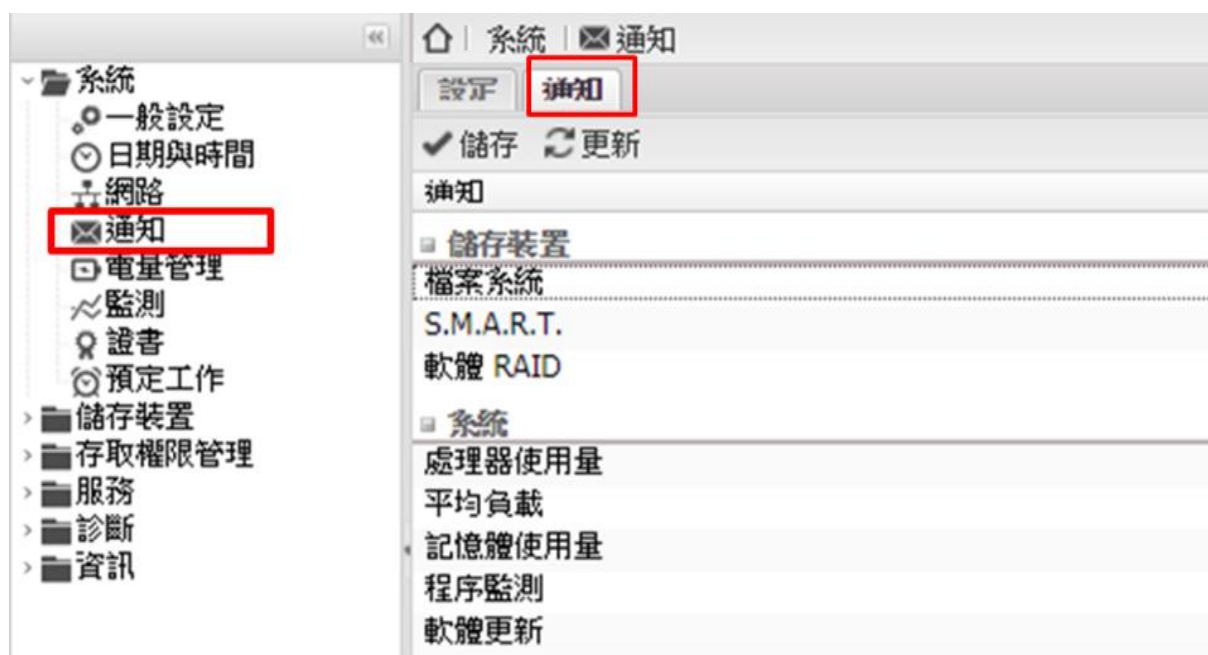 系統
一般設定
日期與時間
網路
通知
電量管理
監測
證書
預定工作
儲存裝置
存取權限管理
服務
診斷
資訊
系統 通知
設定 通知
儲存 更新
通知
儲存裝置
檔案系統
S.M.A.R.T.
軟體 RAID
系統
處理器使用量
平均負載
記憶體使用量
程序監測
軟體更新